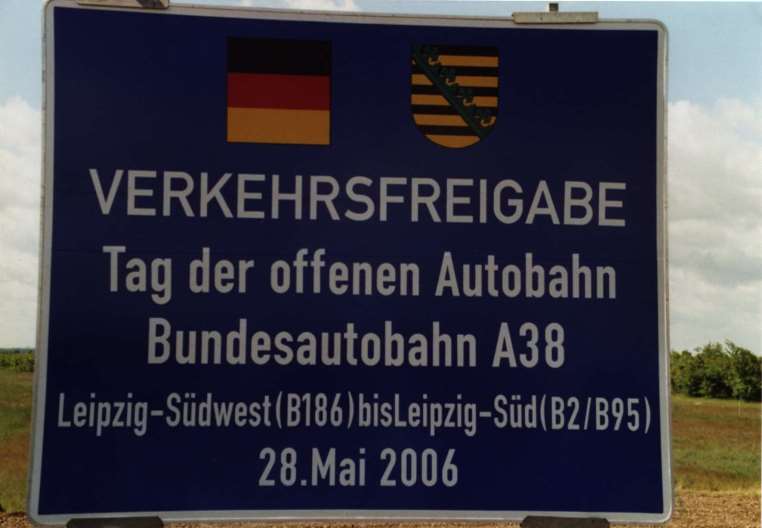 VERKEHRSFREIGABE
Tag der offenen Autobahn
Bundesautobahn A38
Leipzig-Südwest(B186)bisLeipzig-Süd(B2/B95)
28.Mai 2006